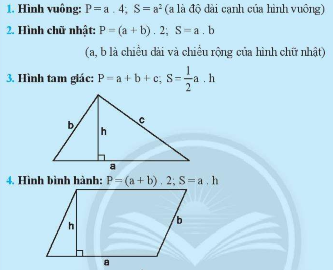 1. Hình vuông: P = a . 4; S = a² (a là độ dài cạnh của hình vuông)
2. Hình chữ nhật: P = (a + b) . 2; S = a . b
(a, b là chiều dài và chiều rộng của hình chữ nhật)
3. Hình tam giác: P = a + b + c; S = 1/2 a . h
b
h
c
a
4. Hình bình hành: P = (a + b) . 2; S = a . h
h
b
a